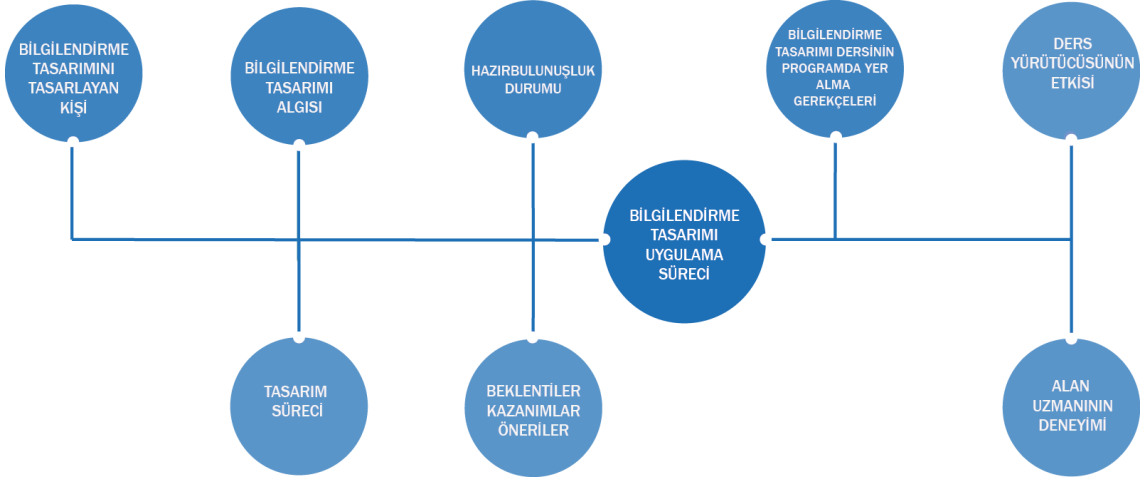 BİLGİLENDİRME
TASARIMINI
TASARLAYAN
KİŞİ
BİLGİLENDİRME
TASARIMI
ALGISI
HAZIRBULUNUŞLUK
DURUMU
BİLGİLENDİRME
TASARIMI DERSİNİN
PROGRAMDA YER
ALMA
GEREKÇELERİ
DERS
YÜRÜTÜCÜSÜNÜN
ETKİSİ
BİLGİLENDİRME
TASARIMI
UYGULAMA
SÜRECİ
TASARIM
SÜRECİ
BEKLENTİLER
KAZANIMLAR
ÖNERİLER
ALAN
UZMANININ
DENEYİMİ